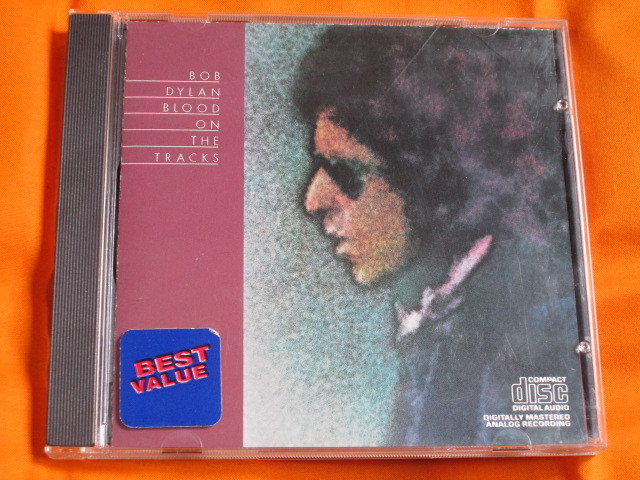 BOB
DYLAN
BLOOD
ON
THE
TRACKS
BEST
VALUE
COMPACT
disc
DIGITAL AUDIO
DIGITALLY MASTERED
ANALOG RECORDING